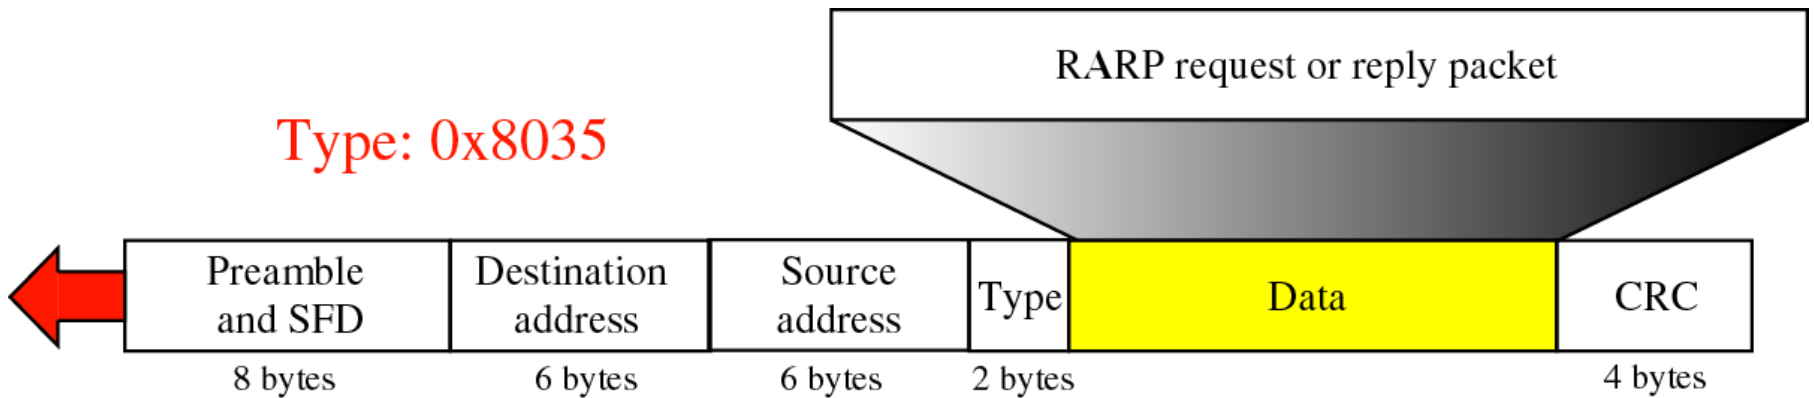 RARP request or reply packet
Type: 0x8035
Preamble
and SFD
Destination
address
Source
address
Type
Data
CRC
8 bytes
6 bytes
6 bytes
2 bytes
4 bytes